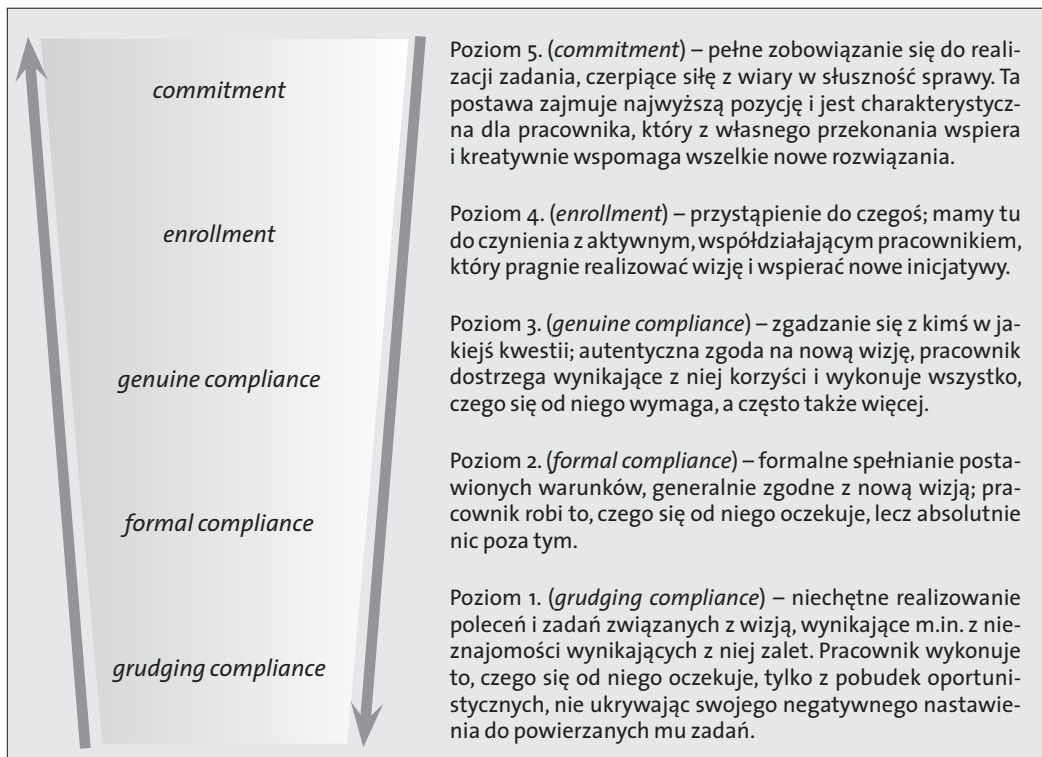 commitment
enrollment
genuine compliance
formal compliance
grudging compliance
Poziom 5. (commitment) – pełne zobowiązanie się do reali-
zacji zadania, czerpiące siłę z wiary w słuszność sprawy. Ta
postawa zajmuje najwyższą pozycję i jest charakterystycz-
na dla pracownika, który z własnego przekonania wspiera
i kreatywnie wspomaga wszelkie nowe rozwiązania.
Poziom 4. (enrollment) – przystąpienie do czegoś; mamy tu
do czynienia z aktywnym, współdziałającym pracownikiem,
który pragnie realizować wizję i wspierać nowe inicjatywy.
Poziom 3. (genuine compliance) – zgadzanie się z kimś w ja-
kiejś kwestii; autentyczna zgoda na nową wizję, pracownik
dostrzega wynikające z niej korzyści i wykonuje wszystko,
czego się od niego wymaga, a często także więcej.
Poziom 2. (formal compliance) – formalne spełnianie posta-
wionych warunków, generalnie zgodne z nową wizją; pra-
cownik robi to, czego się od niego oczekuje, lecz absolutnie
nic poza tym.
Poziom 1. (grudging compliance) – niechętne realizowanie
poleceń i zadań związanych z wizją, wynikające m.in. z nie-
znajomości wynikających z niej zalet. Pracownik wykonuje
to, czego się od niego oczekuje, tylko z pobudek oportuni-
stycznych, nie ukrywając swojego negatywnego nastawie-
nia do powierzanych mu zadań.